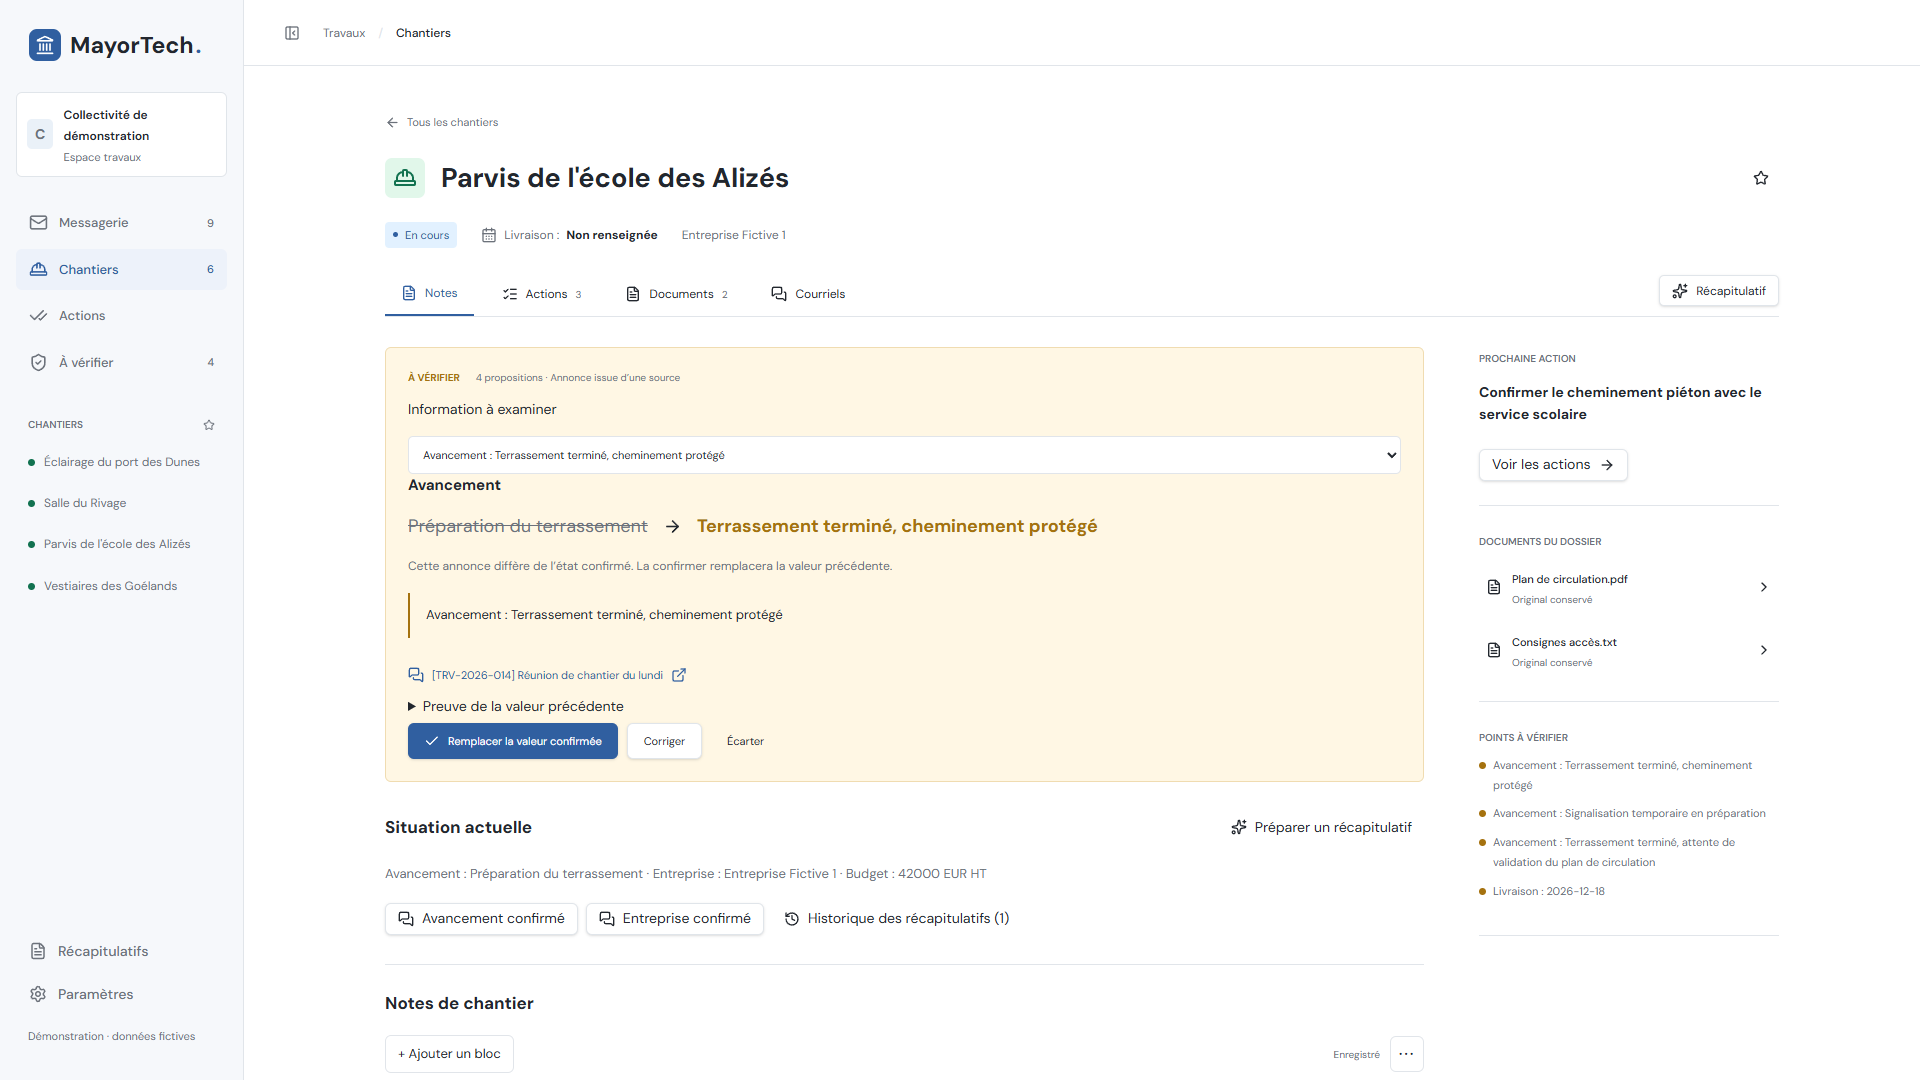 MayorTech.
C
Collectivité de
démonstration
Espace travaux
Messagerie 9
Chantiers 6
Actions
À vérifier 4
CHANTIERS
Éclairage du port des Dunes
Salle du Rivage
Parvis de l'école des Alizés
Vestiaires des Goélands
Récapitulatifs
Paramètres
Démonstration · données fictives
Travaux / Chantiers
Tous les chantiers
Parvis de l'école des Alizés
En cours
Livraison : Non renseignée
Entreprise Fictive 1
Notes
Actions 3
Documents 2
Courriels
Récapitulatif
À VÉRIFIER 4 propositions · Annonce issue d’une source
Information à examiner
Avancement : Terrassement terminé, cheminement protégé
Avancement
Préparation du terrassement → Terrassement terminé, cheminement protégé
Cette annonce diffère de l’état confirmé. La confirmer remplacera la valeur précédente.
Avancement : Terrassement terminé, cheminement protégé
[TRV-2026-014] Réunion de chantier du lundi
Preuve de la valeur précédente
Remplacer la valeur confirmée
Corriger
Écarter
Situation actuelle
Préparer un récapitulatif
Avancement : Préparation du terrassement · Entreprise : Entreprise Fictive 1 · Budget : 42000 EUR HT
Avancement confirmé
Entreprise confirmé
Historique des récapitulatifs (1)
Notes de chantier
+ Ajouter un bloc
Enregistré
PROCHAINE ACTION
Confirmer le cheminement piéton avec le
service scolaire
Voir les actions
DOCUMENTS DU DOSSIER
Plan de circulation.pdf
Original conservé
Consignes accès.txt
Original conservé
POINTS À VÉRIFIER
Avancement : Terrassement terminé, cheminement
protégé
Avancement : Signalisation temporaire en préparation
Avancement : Terrassement terminé, attente de
validation du plan de circulation
Livraison : 2026-12-18